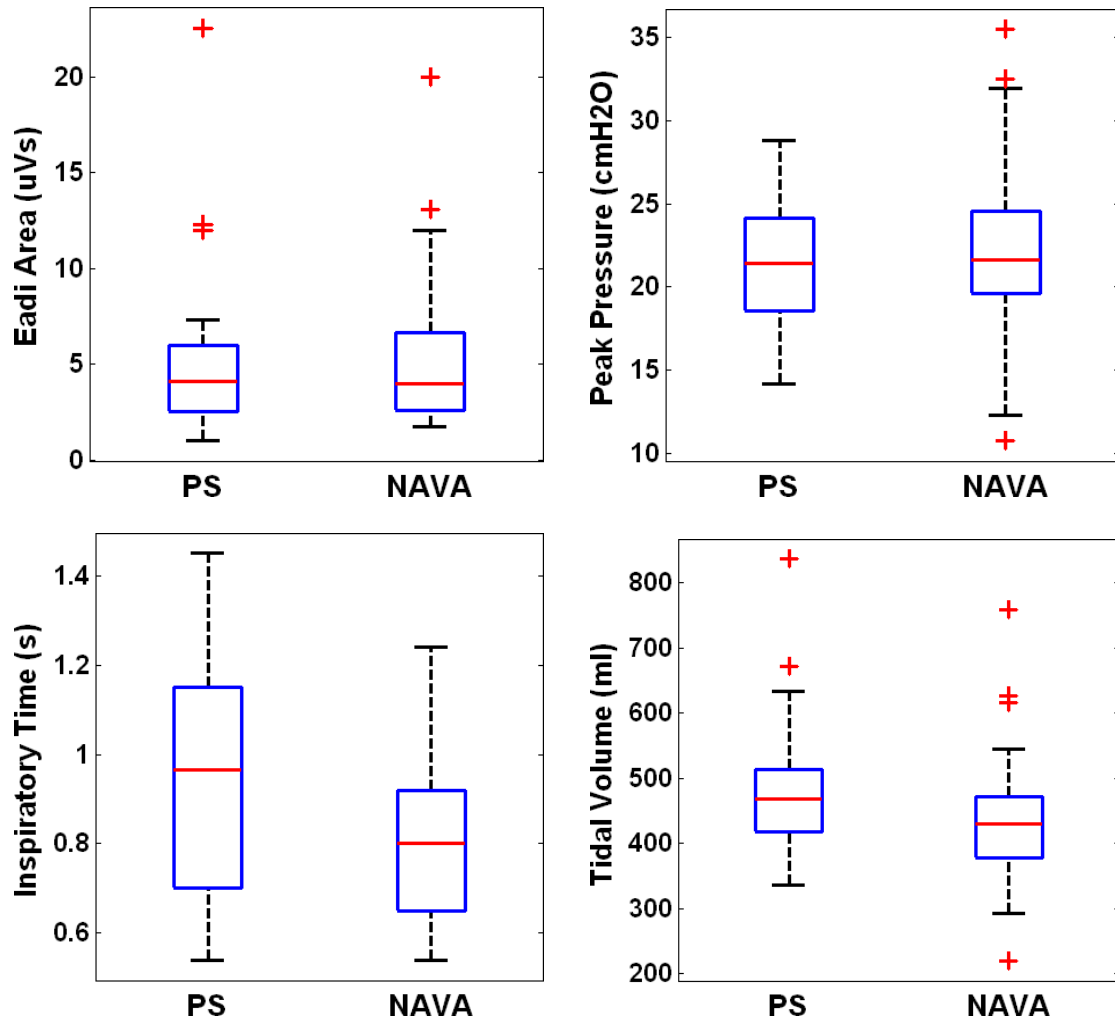 Eadi Area (uVs)
20
15
10
5
0
PS NAVA
Peak Pressure (cmH2O)
35
30
25
20
15
10
PS NAVA
Inspiratory Time (s)
1.4
1.2
1
0.8
0.6
PS NAVA
Tidal Volume (ml)
800
700
600
500
400
300
200
PS NAVA